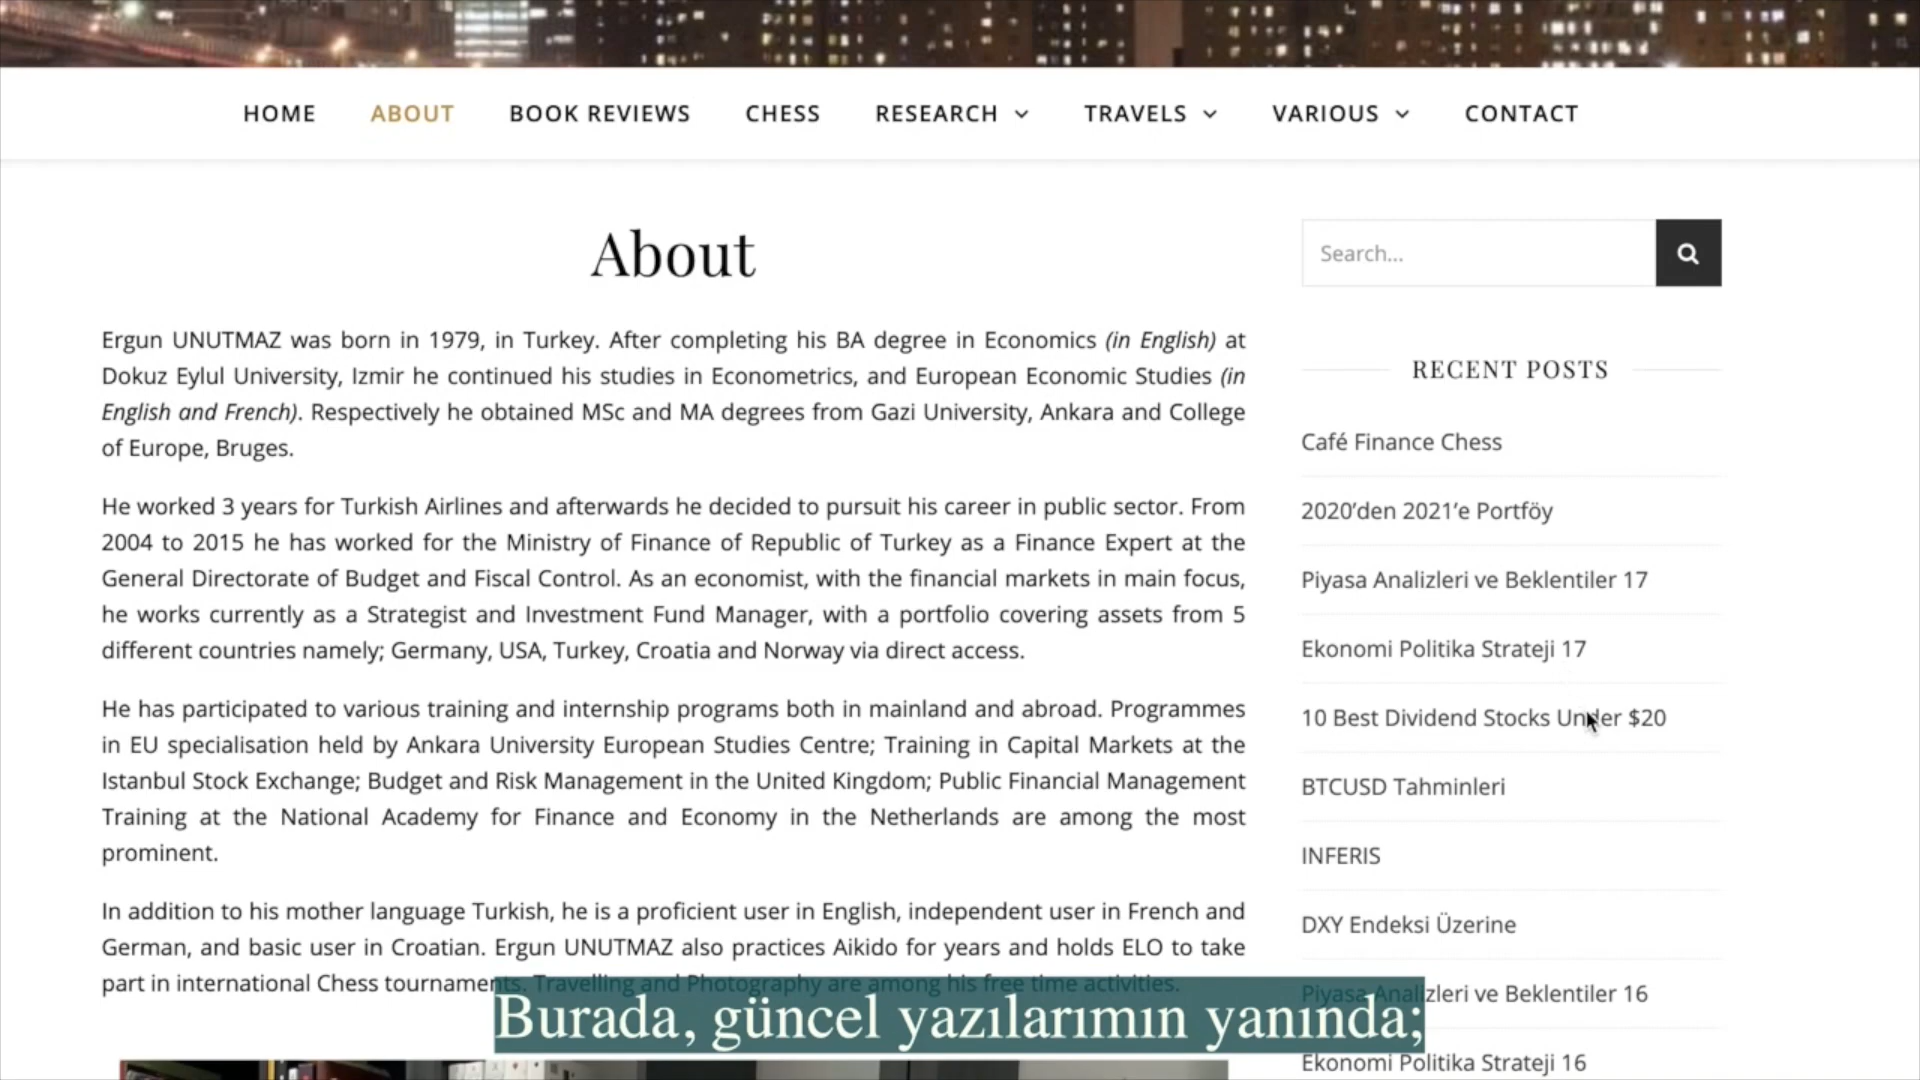 HOME ABOUT BOOK REVIEWS CHESS RESEARCH TRAVELS VARIOUS CONTACT
About
Ergun UNUTMAZ was born in 1979, in Turkey. After completing his BA degree in Economics (in English) at
Dokuz Eylul University, Izmir he continued his studies in Econometrics, and European Economic Studies (in
English and French). Respectively he obtained MSc and MA degrees from Gazi University, Ankara and College
of Europe, Bruges.
He worked 3 years for Turkish Airlines and afterwards he decided to pursuit his career in public sector. From
2004 to 2015 he has worked for the Ministry of Finance of Republic of Turkey as a Finance Expert at the
General Directorate of Budget and Fiscal Control. As an economist, with the financial markets in main focus,
he works currently as a Strategist and Investment Fund Manager, with a portfolio covering assets from 5
different countries namely; Germany, USA, Turkey, Croatia and Norway via direct access.
He has participated to various training and internship programs both in mainland and abroad. Programmes
in EU specialisation held by Ankara University European Studies Centre; Training in Capital Markets at the
Istanbul Stock Exchange; Budget and Risk Management in the United Kingdom; Public Financial Management
Training at the National Academy for Finance and Economy in the Netherlands are among the most
prominent.
In addition to his mother language Turkish, he is a proficient user in English, independent user in French and
German, and basic user in Croatian. Ergun UNUTMAZ also practices Aikido for years and holds ELO to take
part in international Chess tournaments. Travelling and Photography are among his free time activities.
Search...
RECENT POSTS
Café Finance Chess
2020’den 2021’e Portföy
Piyasa Analizleri ve Beklentiler 17
Ekonomi Politika Strateji 17
10 Best Dividend Stocks Under $20
BTCUSD Tahminleri
INFERIS
DXY Endeksi Üzerine
Piyasa Analizleri ve Beklentiler 16
Ekonomi Politika Strateji 16
Burada, güncel yazılarımın yanında;